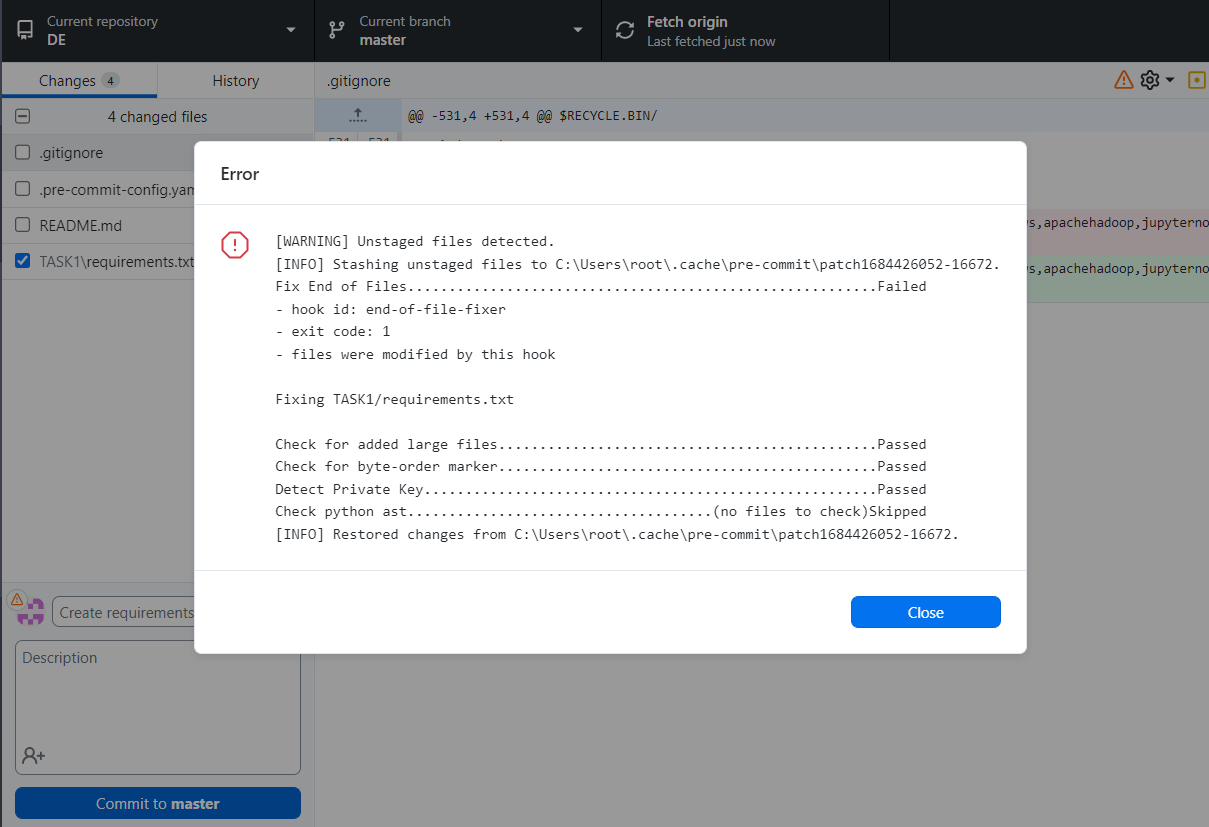 Current repository
DE
Current branch
master
Fetch origin
Last fetched just now
Changes 4
History
.gitignore
4 changed files
@@ -531,4 +531,4 @@ $RECYCLE.BIN/
.gitignore
.pre-commit-config.yam
README.md
TASK1\requirements.txt
s,apachehadoop,jupyterno
s,apachehadoop,jupyterno
Error
[WARNING] Unstaged files detected.
[INFO] Stashing unstaged files to C:\Users\root\.cache\pre-commit\patch1684426052-16672.
Fix End of Files.........................................................Failed
- hook id: end-of-file-fixer
- exit code: 1
- files were modified by this hook
Fixing TASK1/requirements.txt
Check for added large files..............................................Passed
Check for byte-order marker..............................................Passed
Detect Private Key.......................................................Passed
Check python ast.....................................(no files to check)Skipped
[INFO] Restored changes from C:\Users\root\.cache\pre-commit\patch1684426052-16672.
Close
Create requirements
Description
Commit to master